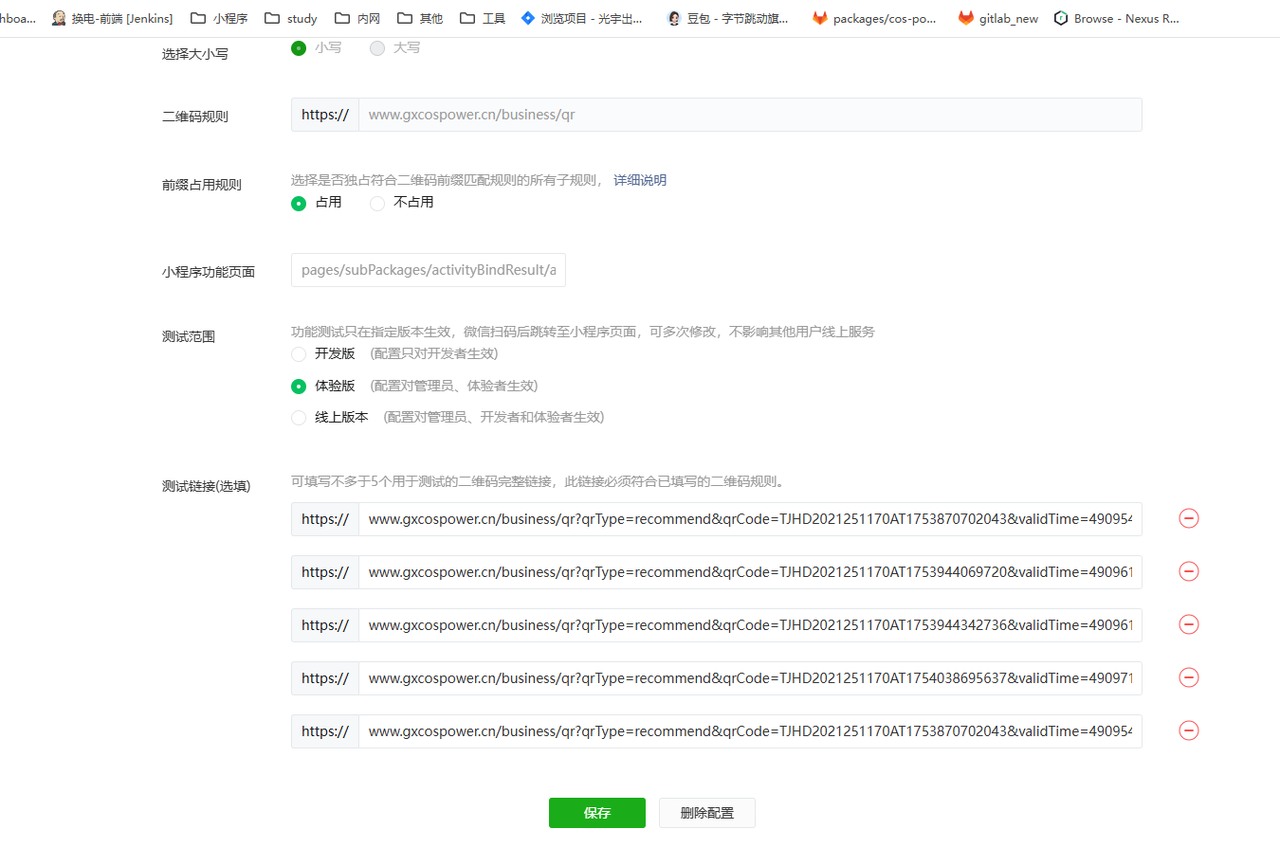 hboa...
换电-前端 [Jenkins]
小程序
study
内网
其他
工具
浏览项目 - 光宇出...
豆包 - 字节跳动旗...
packages/cos-po...
gitlab_new
Browse - Nexus R...
选择大小写
小写
大写
二维码规则
https://
www.gxcospower.cn/business/qr
前缀占用规则
选择是否独占符合二维码前缀匹配规则的所有子规则， 详细说明
占用
不占用
小程序功能页面
pages/subPackages/activityBindResult/a
测试范围
功能测试只在指定版本生效，微信扫码后跳转至小程序页面，可多次修改，不影响其他用户线上服务
开发版 (配置只对开发者生效)
体验版 (配置对管理员、体验者生效)
线上版本 (配置对管理员、开发者和体验者生效)
测试链接(选填)
可填写不多于5个用于测试的二维码完整链接，此链接必须符合已填写的二维码规则。
https:// www.gxcospower.cn/business/qr?qrType=recommend&qrCode=TJHD2021251170AT1753870702043&validTime=490954
https:// www.gxcospower.cn/business/qr?qrType=recommend&qrCode=TJHD2021251170AT1753944069720&validTime=490961
https:// www.gxcospower.cn/business/qr?qrType=recommend&qrCode=TJHD2021251170AT1753944342736&validTime=490961
https:// www.gxcospower.cn/business/qr?qrType=recommend&qrCode=TJHD2021251170AT1754038695637&validTime=490971
https:// www.gxcospower.cn/business/qr?qrType=recommend&qrCode=TJHD2021251170AT1753870702043&validTime=490954
保存
删除配置